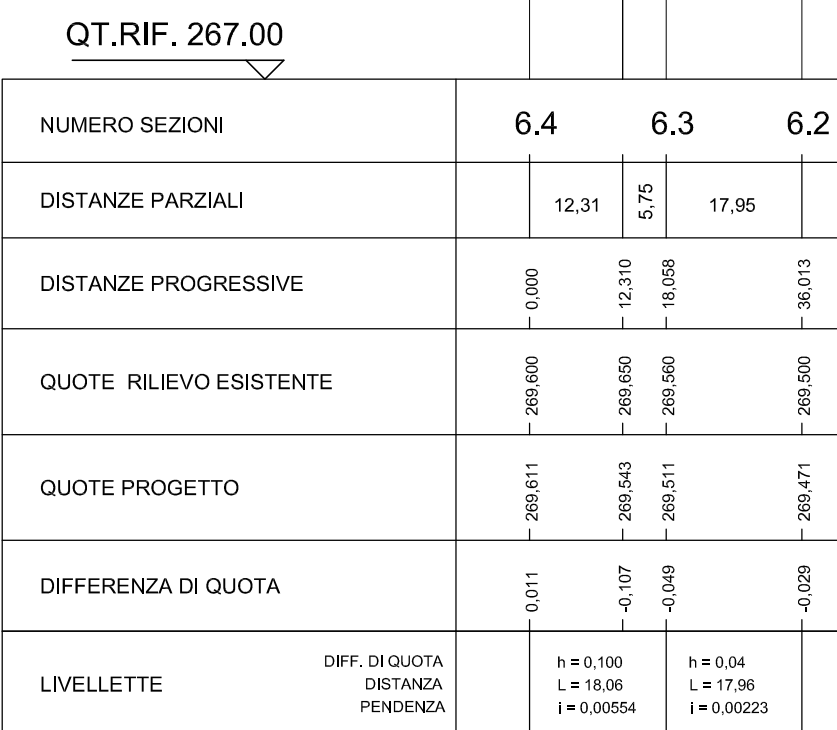 QT.RIF. 267.00
NUMERO SEZIONI 6.4 6.3 6.2
DISTANZE PARZIALI 12,31 5,75 17,95
DISTANZE PROGRESSIVE 0,000 12,310 18,058 36,013
QUOTE RILIEVO ESISTENTE 269,600 269,650 269,560 269,500
QUOTE PROGETTO 269,611 269,543 269,511 269,471
DIFFERENZA DI QUOTA 0,011 -0,107 -0,049 -0,029
LIVELLETTE
DIFF. DI QUOTA h = 0,100 h = 0,04
DISTANZA L = 18,06 L = 17,96
PENDENZA i = 0,00554 i = 0,00223